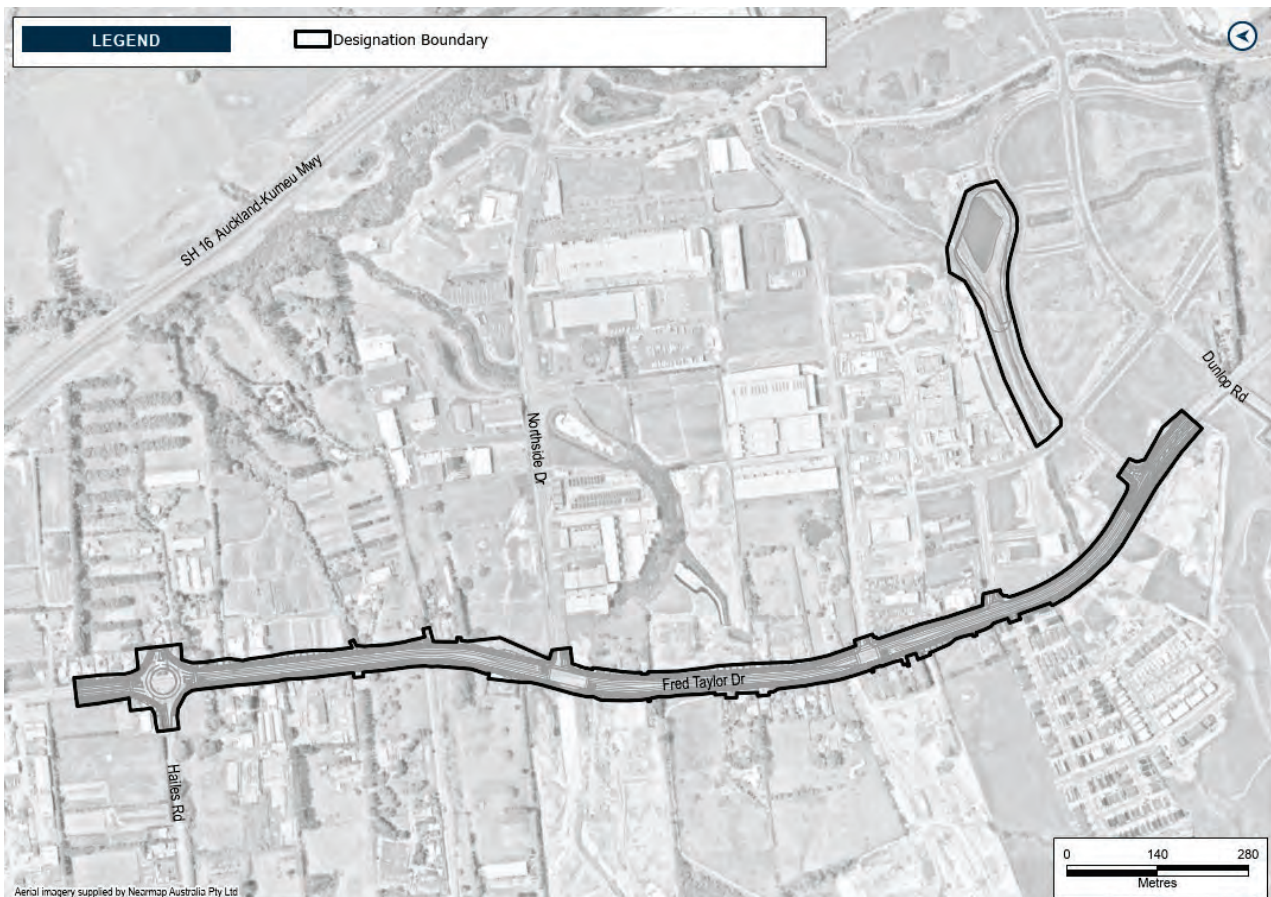 LEGEND
Designation Boundary
SH 16 Auckland-Kumeu Mwy
Dunlop Rd
Northside Dr
Fred Taylor Dr
Hailes Rd
0 140 280
Metres
Aerial imagery supplied by Nearmap Australia Pty Ltd